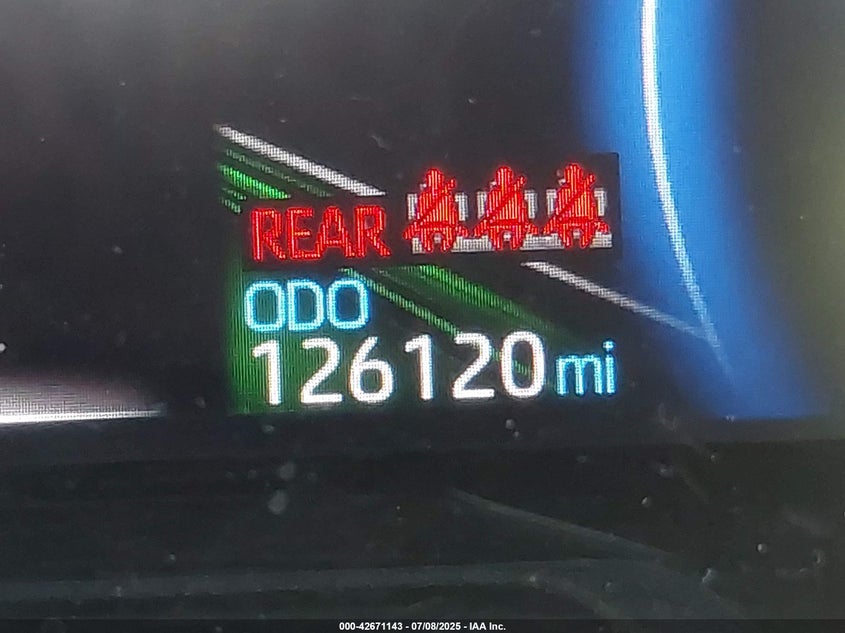 REAR
ODO
126120 mi
000-42671143 - 07/08/2025 - IAA Inc.